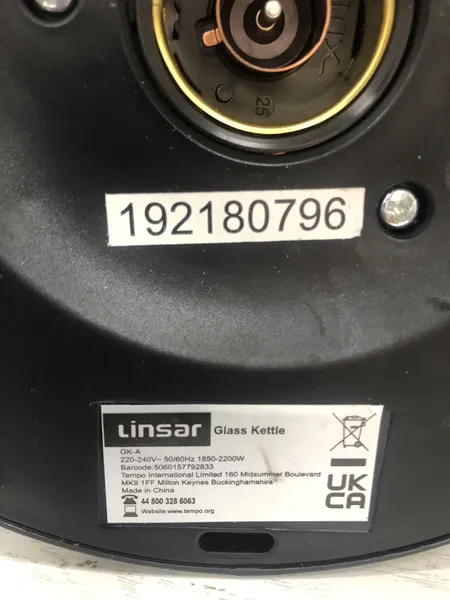 XUΛI
25
192180796
Linsar Glass Kettle
GK-A
220-240V~ 50/60Hz 1850-2200W
Barcode:5060157792833
Tempo International Limited 160 Midsummer Boulevard
MK9 1FF Milton Keynes Buckinghamshire
Made in China
44 800 328 6063
Website:www.tempo.org
UK
CA